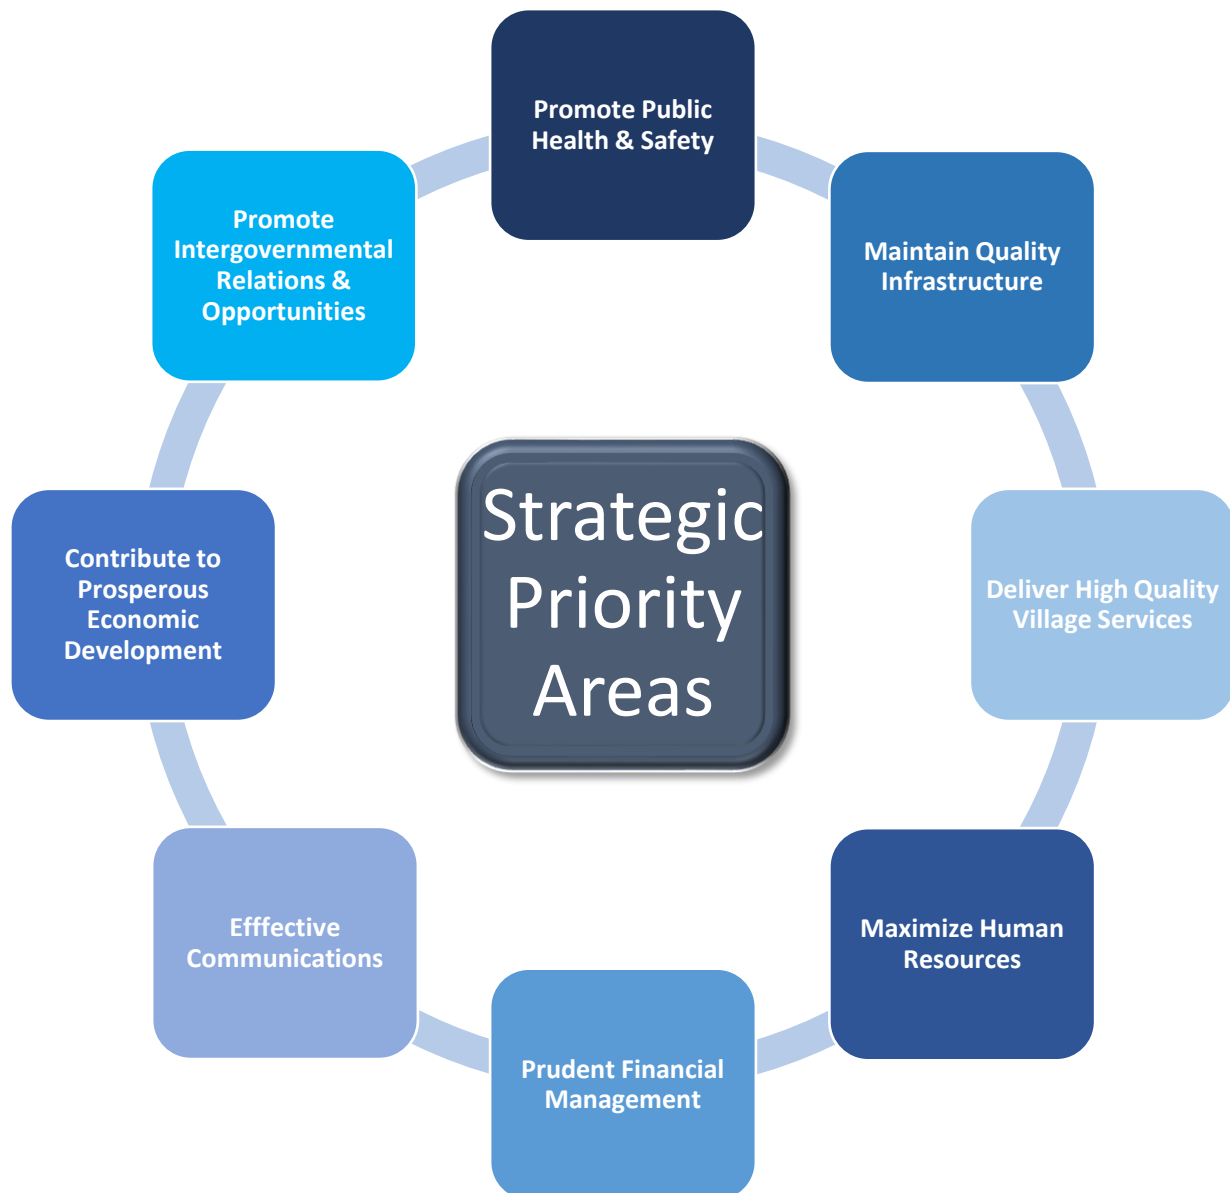 Promote Public
Health & Safety
Maintain Quality
Infrastructure
Deliver High Quality
Village Services
Maximize Human
Resources
Prudent Financial
Management
Efffective
Communications
Contribute to
Prosperous
Economic
Development
Promote
Intergovernmental
Relations &
Opportunities
Strategic
Priority
Areas